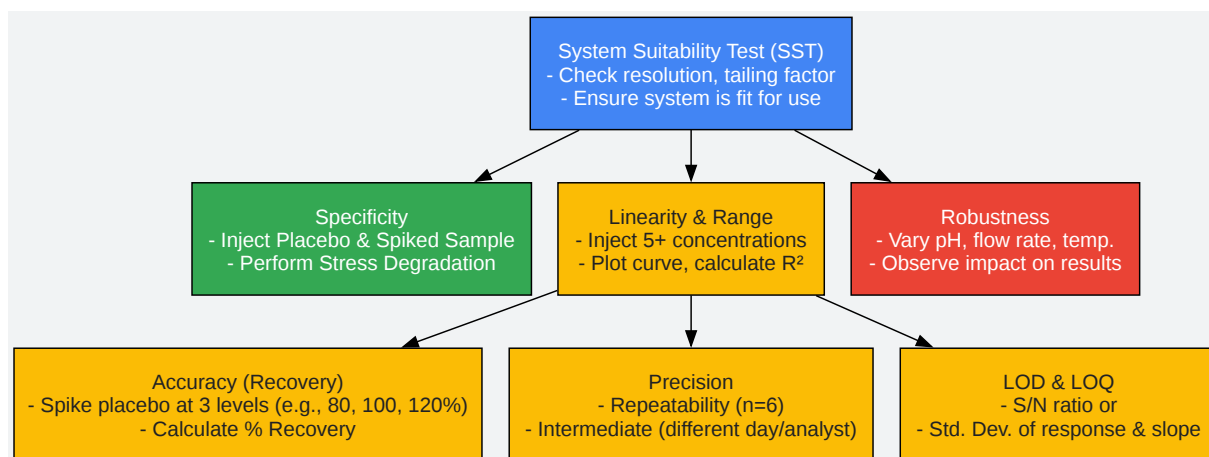 System Suitability Test (SST)
- Check resolution, tailing factor
- Ensure system is fit for use
Specificity
- Inject Placebo & Spiked Sample
- Perform Stress Degradation
Linearity & Range
- Inject 5+ concentrations
- Plot curve, calculate R²
Robustness
- Vary pH, flow rate, temp.
- Observe impact on results
Accuracy (Recovery)
- Spike placebo at 3 levels (e.g., 80, 100, 120%)
- Calculate % Recovery
Precision
- Repeatability (n=6)
- Intermediate (different day/analyst)
LOD & LOQ
- S/N ratio or
- Std. Dev. of response & slope